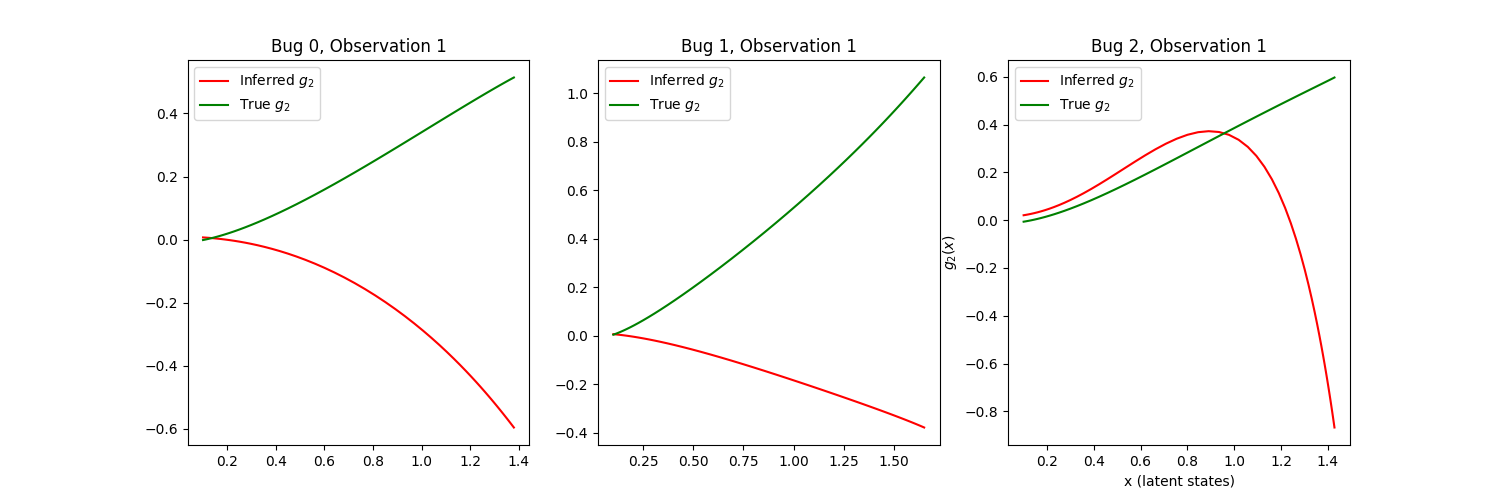 Bug 0, Observation 1
Inferred g₂
True g₂
0.4
0.2
0.0
−0.2
−0.4
−0.6
0.2 0.4 0.6 0.8 1.0 1.2 1.4
Bug 1, Observation 1
Inferred g₂
True g₂
1.0
0.8
0.6
0.4
0.2
0.0
−0.2
−0.4
0.25 0.50 0.75 1.00 1.25 1.50
Bug 2, Observation 1
Inferred g₂
True g₂
g₂(x)
0.6
0.4
0.2
0.0
−0.2
−0.4
−0.6
−0.8
0.2 0.4 0.6 0.8 1.0 1.2 1.4
x (latent states)